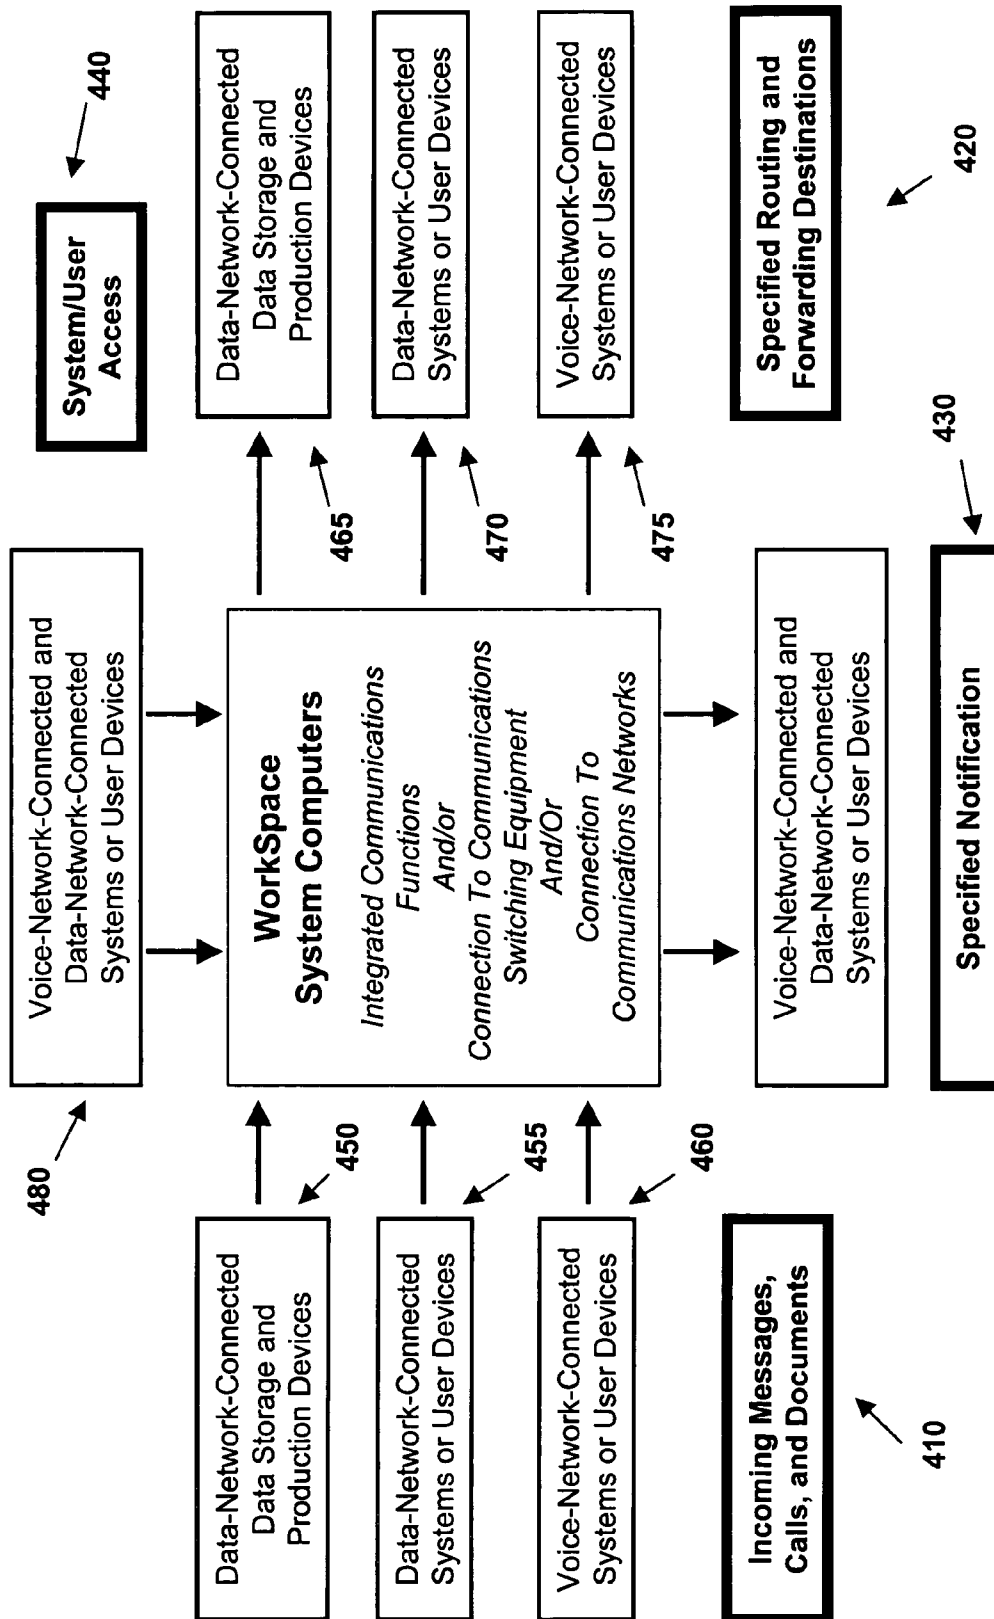 480
Voice-Network-Connected and
Data-Network-Connected
Systems or User Devices
System/User
Access
440
Data-Network-Connected
Data Storage and
Production Devices
450
Data-Network-Connected
Systems or User Devices
455
Voice-Network-Connected
Systems or User Devices
460
Incoming Messages,
Calls, and Documents
410
WorkSpace
System Computers
Integrated Communications
Functions
And/or
Connection To Communications
Switching Equipment
And/Or
Connection To
Communications Networks
Voice-Network-Connected and
Data-Network-Connected
Systems or User Devices
Specified Notification
430
Data-Network-Connected
Data Storage and
Production Devices
465
Data-Network-Connected
Systems or User Devices
470
Voice-Network-Connected
Systems or User Devices
475
Specified Routing and
Forwarding Destinations
420